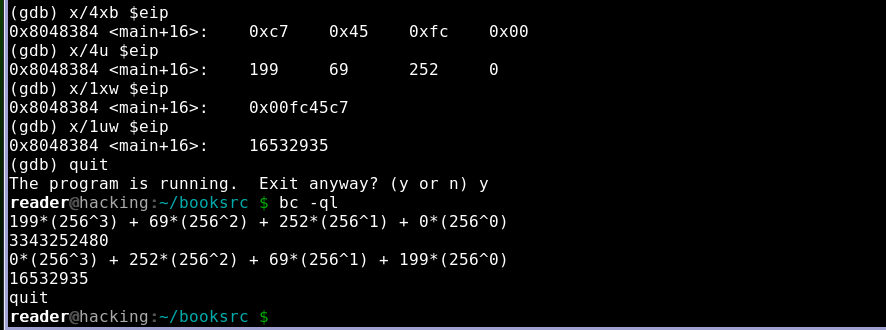 (gdb) x/4xb $eip
0x8048384 <main+16>:    0xc7    0x45    0xfc    0x00
(gdb) x/4u $eip
0x8048384 <main+16>:    199     69      252     0
(gdb) x/1xw $eip
0x8048384 <main+16>:    0x00fc45c7
(gdb) x/1uw $eip
0x8048384 <main+16>:    16532935
(gdb) quit
The program is running.  Exit anyway? (y or n) y
reader@hacking:~/booksrc $ bc -ql
199*(256^3) + 69*(256^2) + 252*(256^1) + 0*(256^0)
3343252480
0*(256^3) + 252*(256^2) + 69*(256^1) + 199*(256^0)
16532935
quit
reader@hacking:~/booksrc $